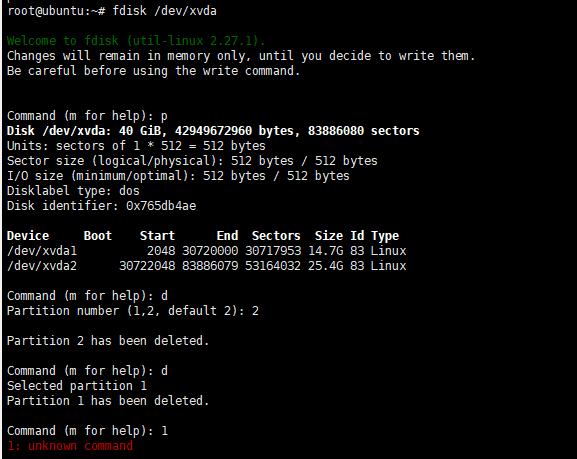 root@ubuntu:~# fdisk /dev/xvda
Welcome to fdisk (util-linux 2.27.1).
Changes will remain in memory only, until you decide to write them.
Be careful before using the write command.
Command (m for help): p
Disk /dev/xvda: 40 GiB, 42949672960 bytes, 83886080 sectors
Units: sectors of 1 * 512 = 512 bytes
Sector size (logical/physical): 512 bytes / 512 bytes
I/O size (minimum/optimal): 512 bytes / 512 bytes
Disklabel type: dos
Disk identifier: 0x765db4ae
Device     Boot    Start      End  Sectors  Size Id Type
/dev/xvda1          2048 30720000 30717953 14.7G 83 Linux
/dev/xvda2      30722048 83886079 53164032 25.4G 83 Linux
Command (m for help): d
Partition number (1,2, default 2): 2
Partition 2 has been deleted.
Command (m for help): d
Selected partition 1
Partition 1 has been deleted.
Command (m for help): 1
1: unknown command